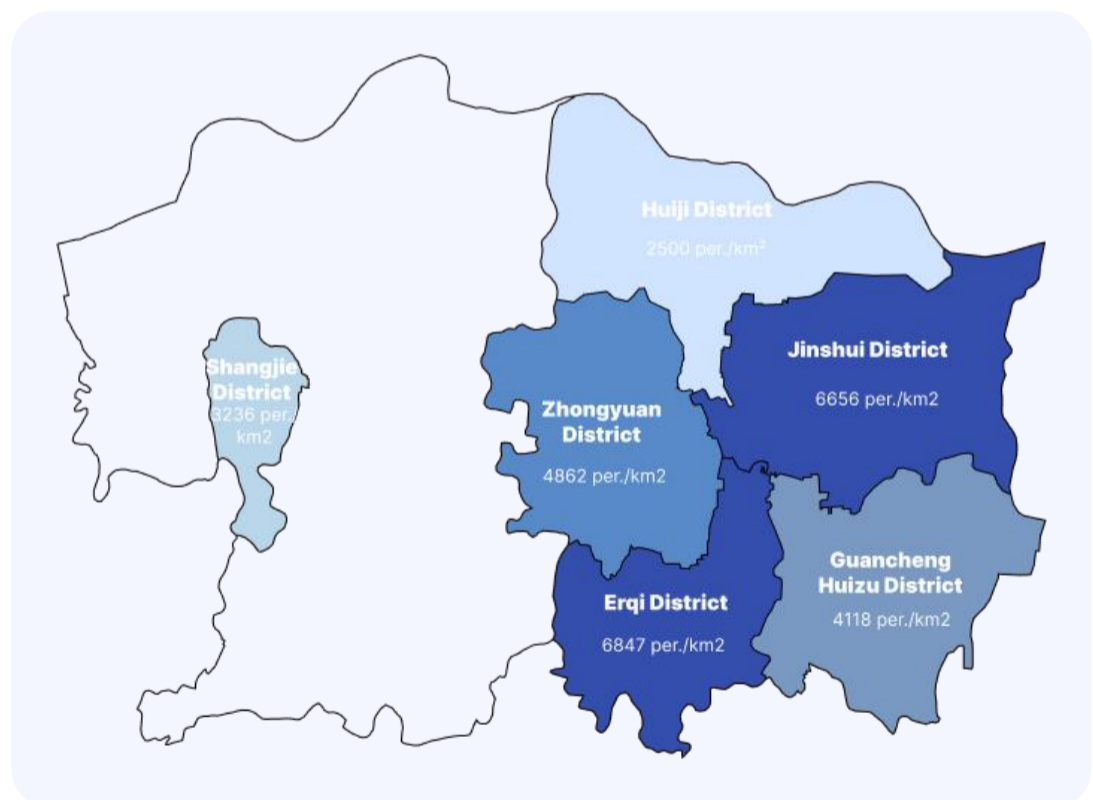 Huiji District
2500 per./km²
Jinshui District
6656 per./km2
Shangjie
District
3236 per.
km2
Zhongyuan
District
4862 per./km2
Guancheng
Huizu District
4118 per./km2
Erqi District
6847 per./km2